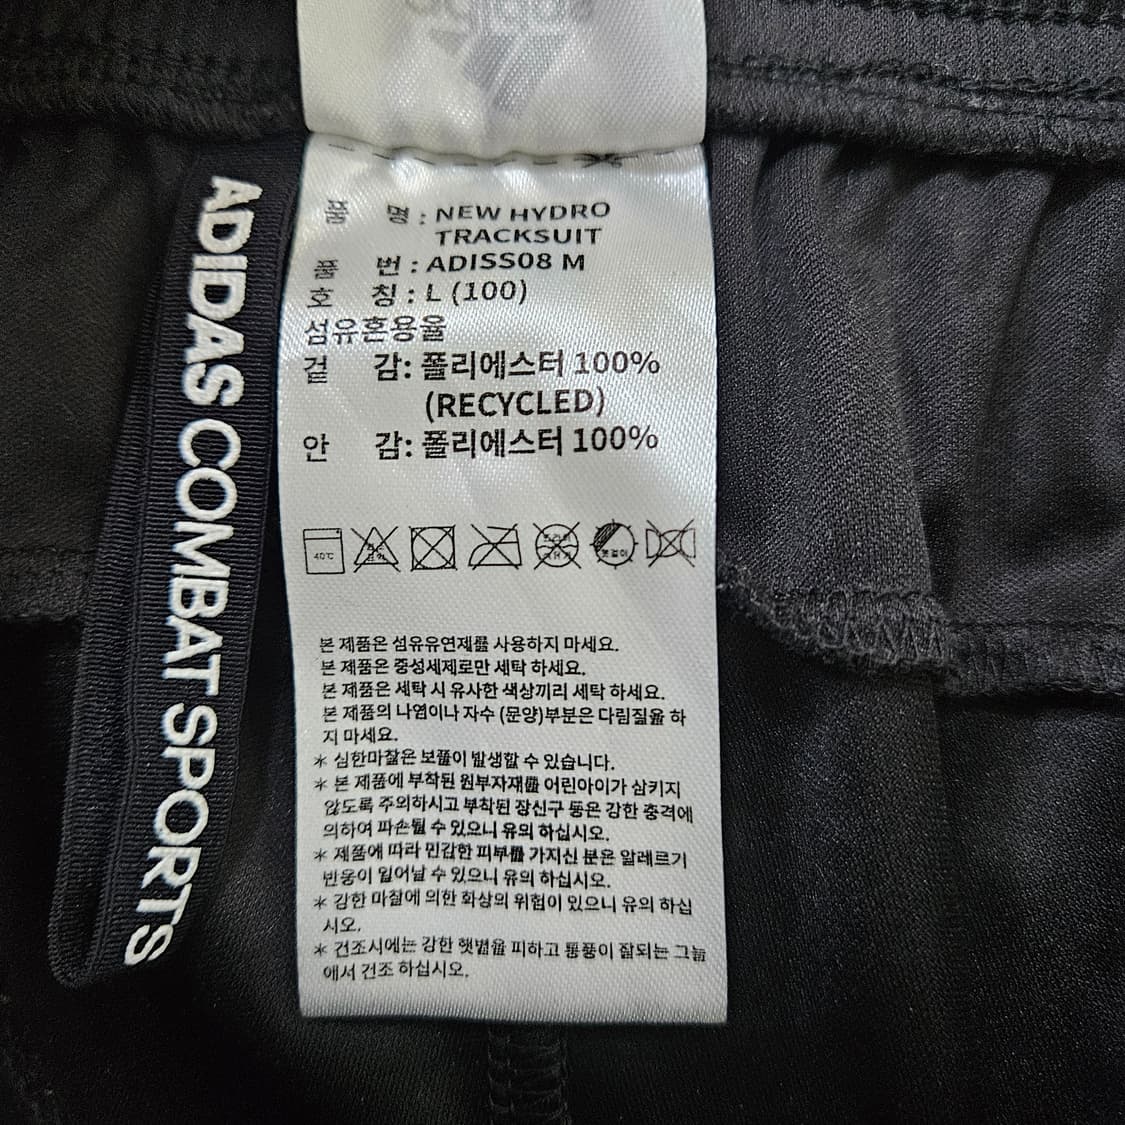 품 명 : NEW HYDRO
TRACKSUIT
품 번 : ADISS08 M
호 칭 : L (100)
섬유혼용율
겉 감: 폴리에스터 100%
(RECYCLED)
안 감: 폴리에스터 100%
40℃
본 제품은 섬유유연제를 사용하지 마세요.
본 제품은 중성세제로만 세탁 하세요.
본 제품은 세탁 시 유사한 색상끼리 세탁 하세요.
본 제품의 나염이나 자수 (문양)부분은 다림질을 하
지 마세요.
* 심한마찰은 보풀이 발생할 수 있습니다.
* 본 제품에 부착된 원부자재를 어린아이가 삼키지
않도록 주의하시고 부착된 장신구 등은 강한 충격에
의하여 파손될 수 있으니 유의 하십시오.
* 제품에 따라 민감한 피부를 가지신 분은 알레르기
반응이 일어날 수 있으니 유의 하십시오.
* 강한 마찰에 의한 화상의 위험이 있으니 유의 하십
시오.
* 건조시에는 강한 햇볕을 피하고 통풍이 잘되는 그늘
에서 건조 하십시오.
ADIDAS COMBAT SPORTS